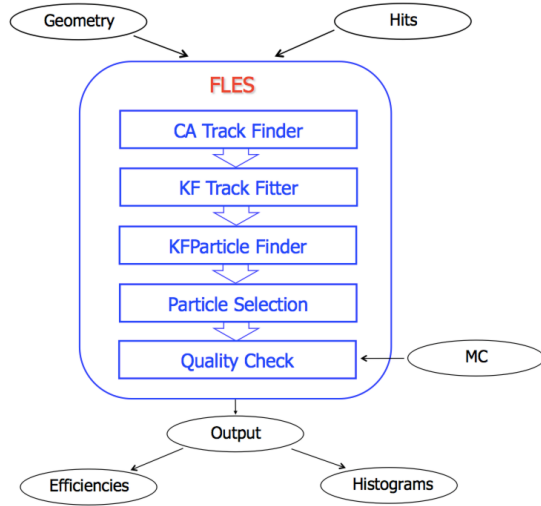 Geometry
Hits
FLES
CA Track Finder
KF Track Fitter
KFParticle Finder
Particle Selection
Quality Check
MC
Output
Efficiencies
Histograms